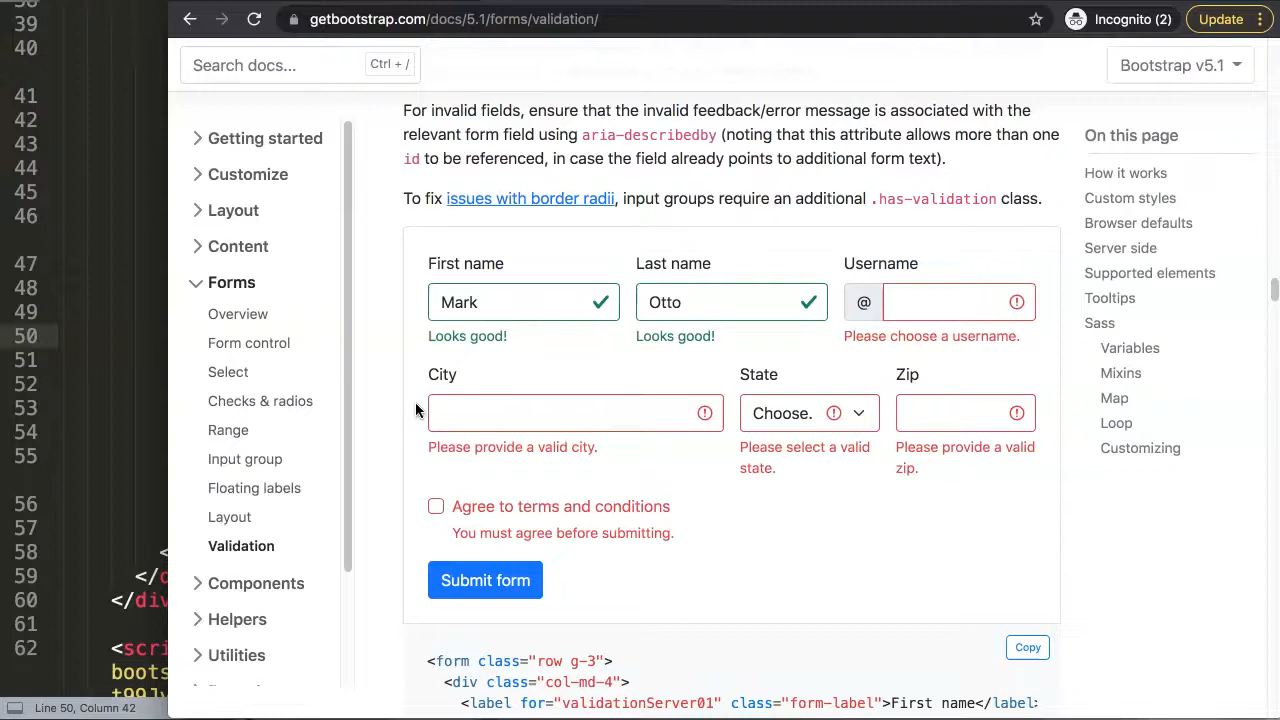 getbootstrap.com/docs/5.1/forms/validation/
Incognito (2)
Update
Search docs...
Ctrl + /
Bootstrap v5.1
39
40
41
42
43
44
45
46
47
48
49
50
51
52
53
54
55
56
57
58
59
60
61
62
</
</d
</div
<scri
boots
Line 50, Column 42
Getting started
Customize
Layout
Content
Forms
Overview
Form control
Select
Checks & radios
Range
Input group
Floating labels
Layout
Validation
Components
Helpers
Utilities
For invalid fields, ensure that the invalid feedback/error message is associated with the
relevant form field using aria-describedby (noting that this attribute allows more than one
id to be referenced, in case the field already points to additional form text).
To fix issues with border radii, input groups require an additional .has-validation class.
First name
Last name
Username
Mark
Otto
@
Looks good!
Looks good!
Please choose a username.
City
State
Zip
Choose.
Please provide a valid city.
Please select a valid
state.
Please provide a valid
zip.
Agree to terms and conditions
You must agree before submitting.
Submit form
Copy
<form class="row g-3">
<div class="col-md-4">
<label for="validationServer01" class="form-label">First name</label>
On this page
How it works
Custom styles
Browser defaults
Server side
Supported elements
Tooltips
Sass
Variables
Mixins
Map
Loop
Customizing